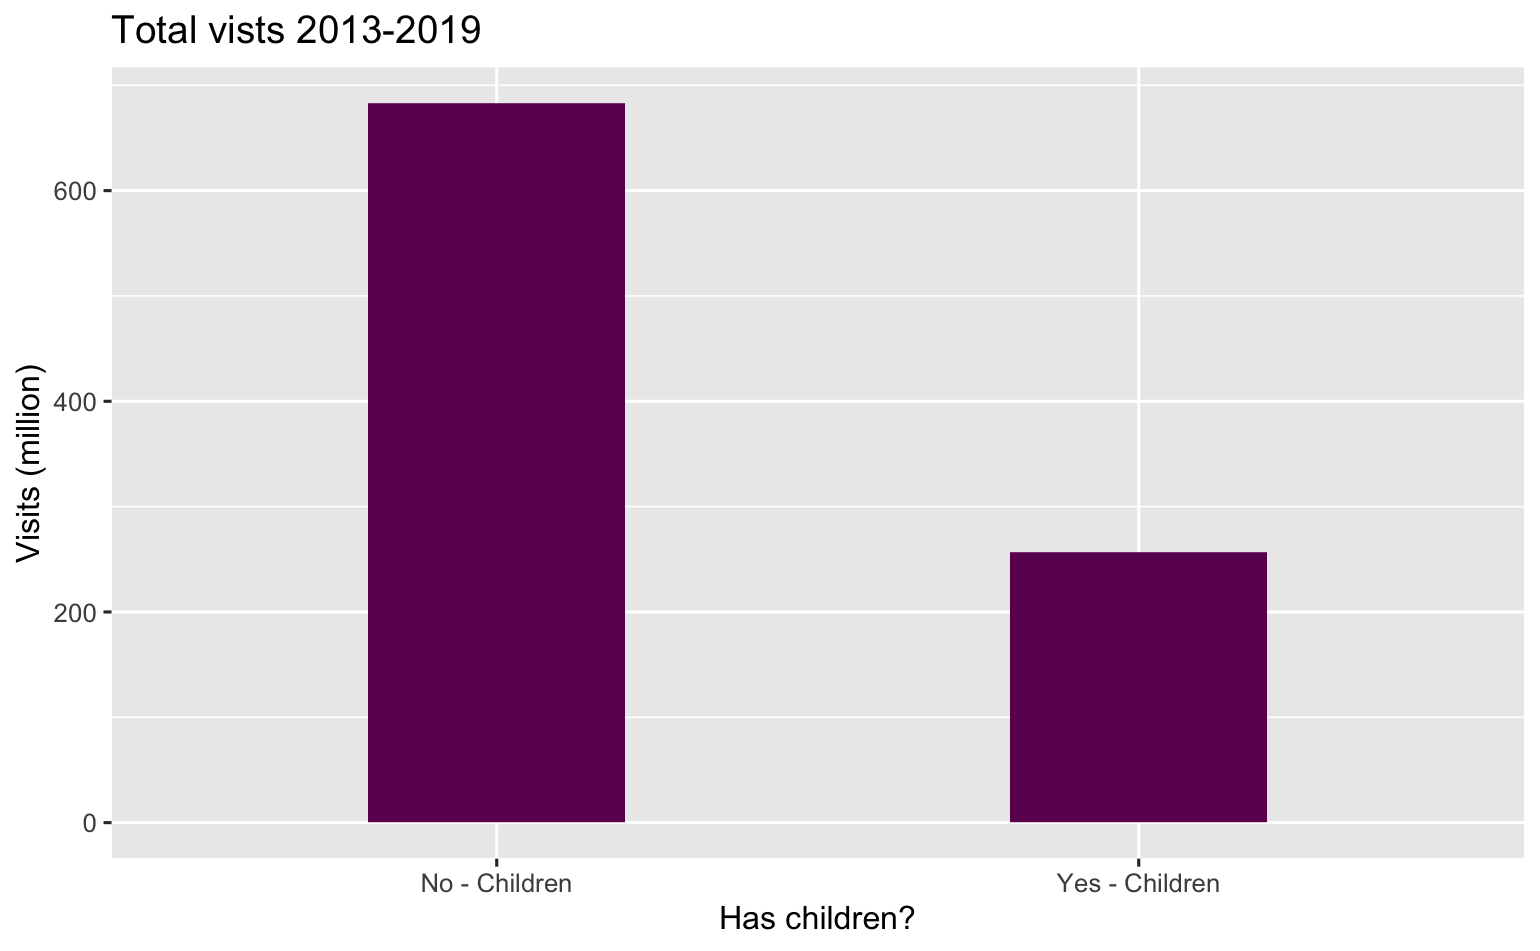 Total vists 2013-2019
Visits (million)
600
400
200
0
No - Children
Yes - Children
Has children?